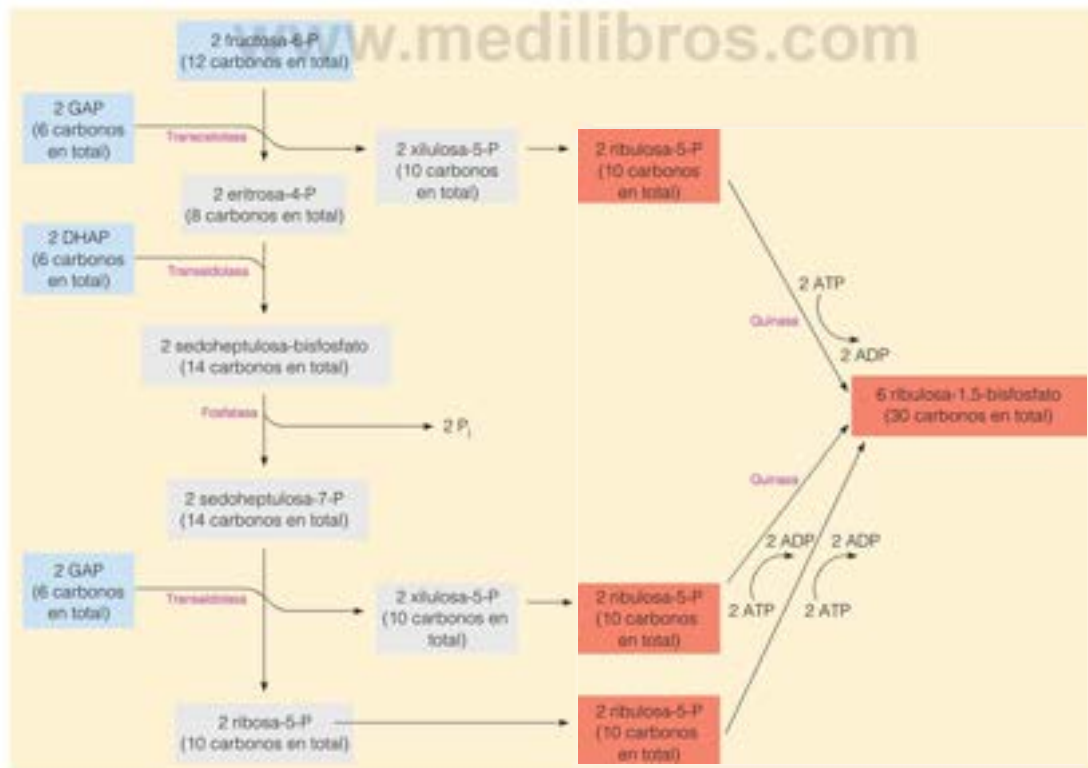 www.medilibros.com
2 fructosa-6-P
(12 carbonos en total)
2 GAP
(6 carbonos
en total)
Transcetolasa
2 xilulosa-5-P
(10 carbonos
en total)
2 ribulosa-5-P
(10 carbonos
en total)
2 eritrosa-4-P
(8 carbonos en total)
2 DHAP
(6 carbonos
en total)
Transaldolasa
2 ATP
Quinasa
2 ADP
2 sedoheptulosa-bisfosfato
(14 carbonos en total)
6 ribulosa-1,5-bisfosfato
(30 carbonos en total)
Fosfatasa
2 Pi
2 sedoheptulosa-7-P
(14 carbonos en total)
Quinasa
2 ADP
2 ADP
2 GAP
(6 carbonos
en total)
Transaldolasa
2 xilulosa-5-P
(10 carbonos en
total)
2 ribulosa-5-P
(10 carbonos
en total)
2 ATP
2 ATP
2 ribosa-5-P
(10 carbonos en total)
2 ribulosa-5-P
(10 carbonos
en total)